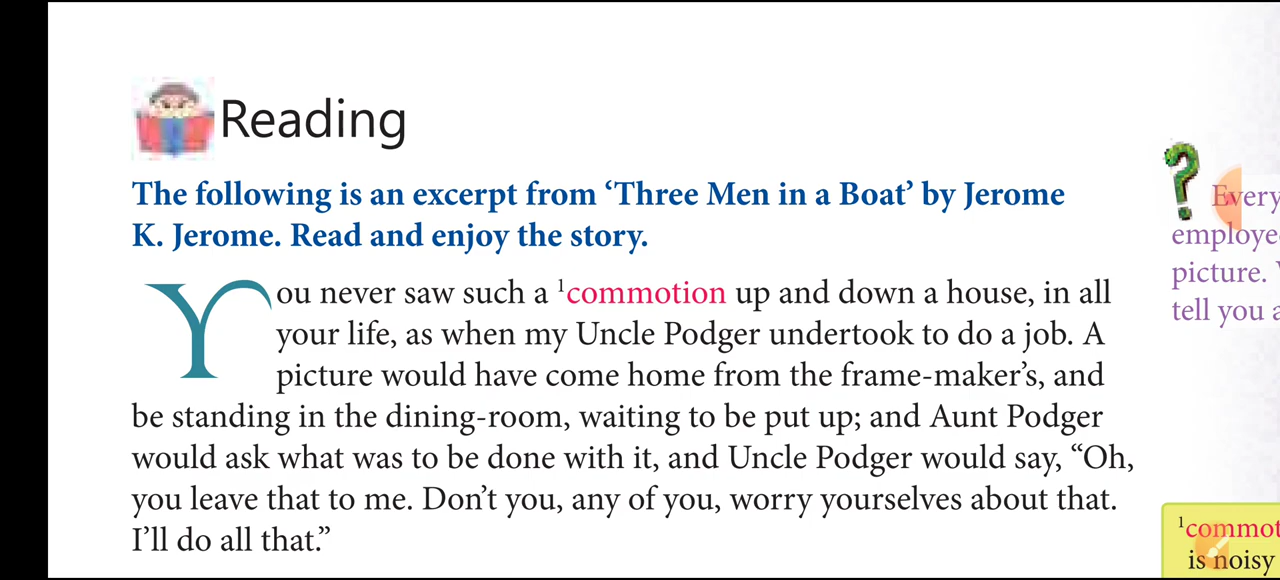 Reading
The following is an excerpt from ‘Three Men in a Boat’ by Jerome
K. Jerome. Read and enjoy the story.
You never saw such a ¹commotion up and down a house, in all
your life, as when my Uncle Podger undertook to do a job. A
picture would have come home from the frame-maker’s, and
be standing in the dining-room, waiting to be put up; and Aunt Podger
would ask what was to be done with it, and Uncle Podger would say, “Oh,
you leave that to me. Don’t you, any of you, worry yourselves about that.
I’ll do all that.”
?
picture.
tell you
¹
is noisy